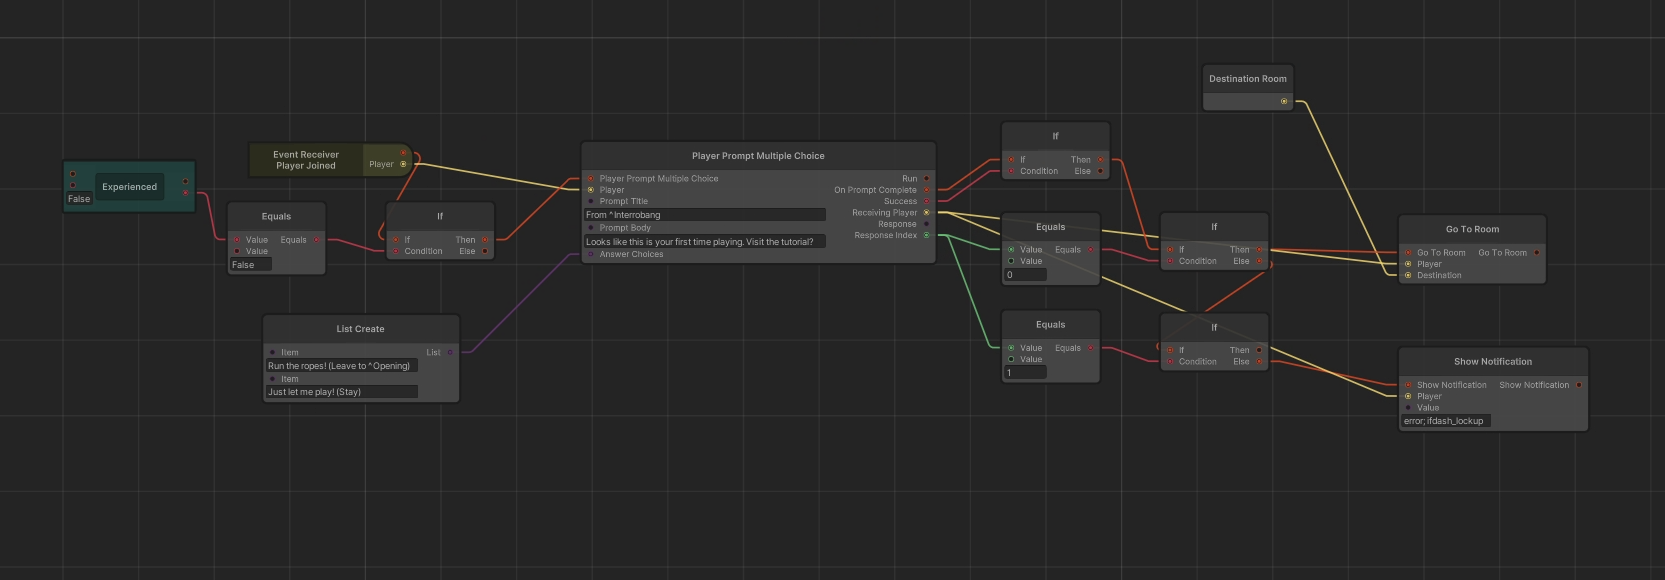 Destination Room
Experienced
False
Event Receiver
Player Joined
Player
Equals
Value Equals
Value
False
If
If Then
Condition Else
List Create
Item List
Run the ropes! (Leave to ^Opening)
Item
Just let me play! (Stay)
Player Prompt Multiple Choice
Player Prompt Multiple Choice Run
Player On Prompt Complete
Prompt Title Success
From ^Interrobang Receiving Player
Prompt Body Response
Looks like this is your first time playing. Visit the tutorial? Response Index
Answer Choices
If
If Then
Condition Else
Equals
Value Equals
Value
0
If
If Then
Condition Else
Equals
Value Equals
Value
1
If
If Then
Condition Else
Go To Room
Go To Room Go To Room
Player
Destination
Show Notification
Show Notification Show Notification
Player
Value
error;ifdash_lockup